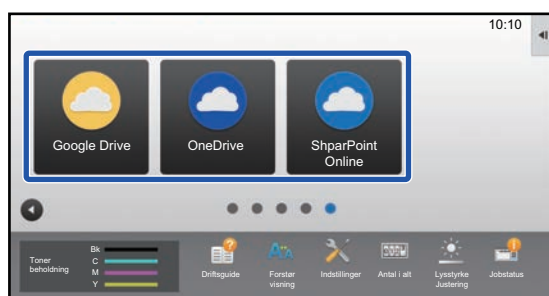 10:10
Google Drive
OneDrive
ShparPoint
Online
Toner
beholdning
Bk
C
M
Y
Driftsguide
Forstør
visning
Indstillinger
Antal i alt
Lysstyrke
Justering
Jobstatus